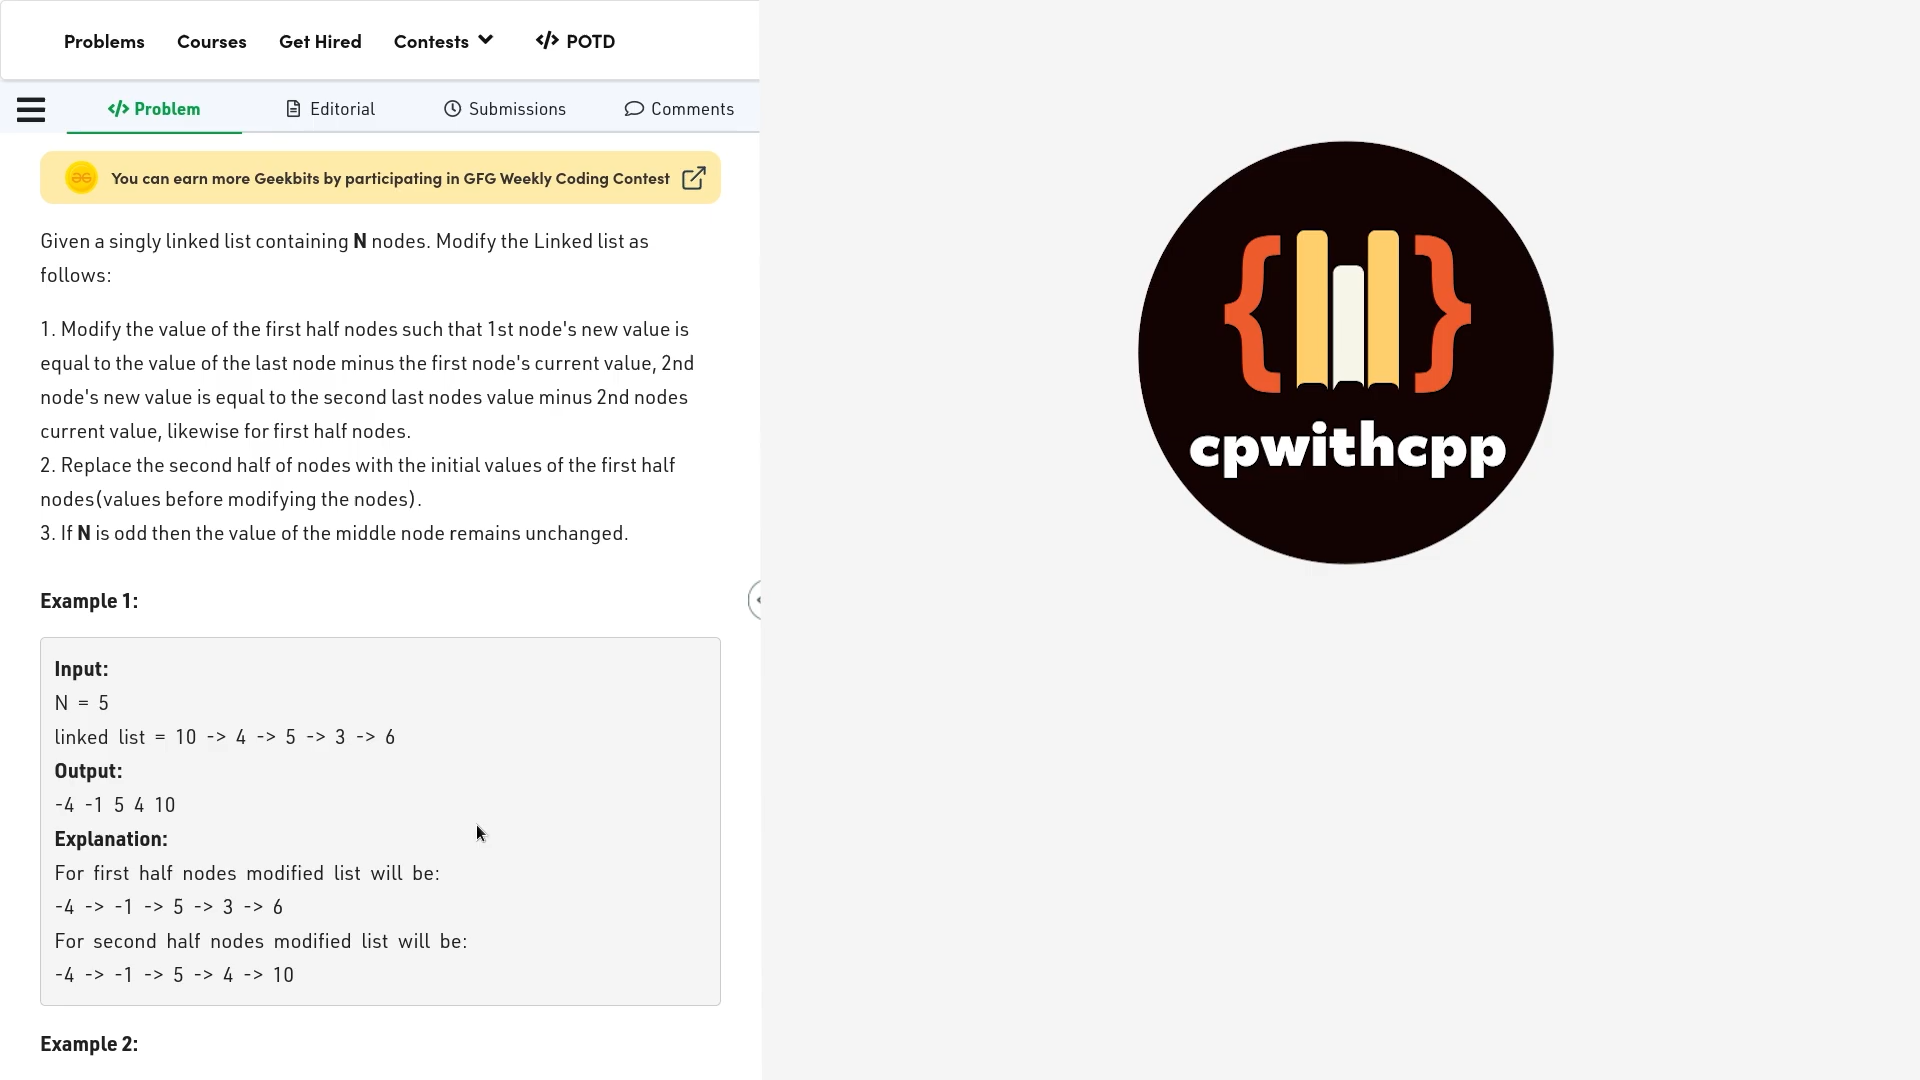 Problems Courses Get Hired Contests POTD
Problem Editorial Submissions Comments
You can earn more Geekbits by participating in GFG Weekly Coding Contest
Given a singly linked list containing N nodes. Modify the Linked list as
follows:
1. Modify the value of the first half nodes such that 1st node's new value is
equal to the value of the last node minus the first node's current value, 2nd
node's new value is equal to the second last nodes value minus 2nd nodes
current value, likewise for first half nodes.
2. Replace the second half of nodes with the initial values of the first half
nodes(values before modifying the nodes).
3. If N is odd then the value of the middle node remains unchanged.
Example 1:
Input:
N = 5
linked list = 10 -> 4 -> 5 -> 3 -> 6
Output:
-4 -1 5 4 10
Explanation:
For first half nodes modified list will be:
-4 -> -1 -> 5 -> 3 -> 6
For second half nodes modified list will be:
-4 -> -1 -> 5 -> 4 -> 10
Example 2:
cpwithcpp